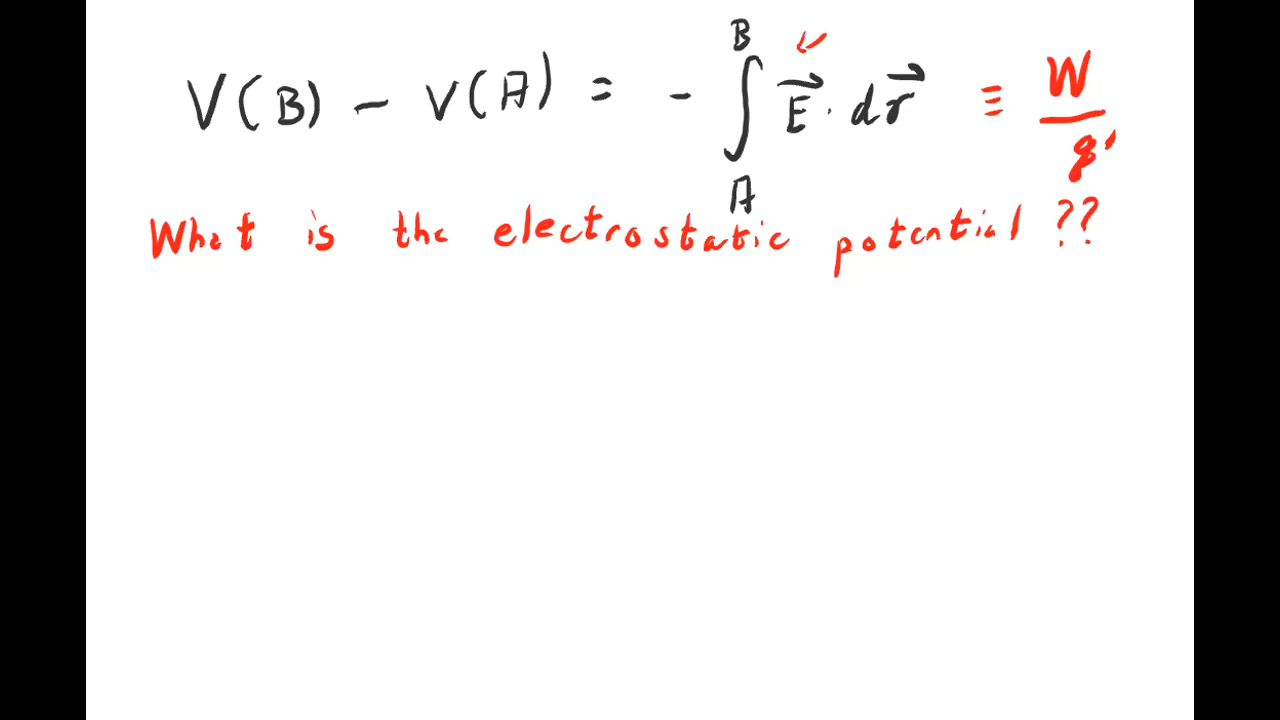 V(B) - V(A) = - ∫_A^B E⃗ · dr⃗ ≡ W/q'
What is the electrostatic potential ??